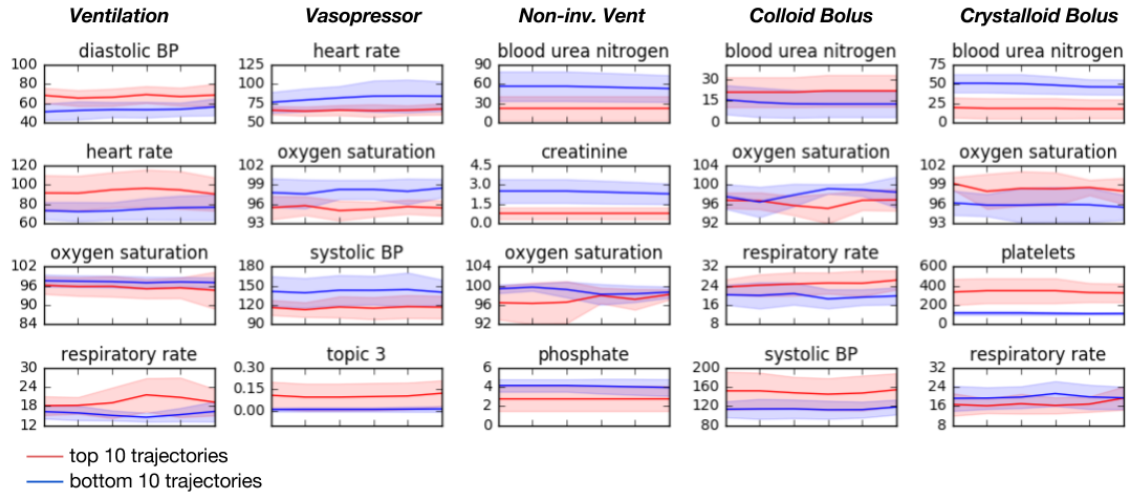 Ventilation Vasopressor Non-inv. Vent Colloid Bolus Crystalloid Bolus
diastolic BP heart rate blood urea nitrogen blood urea nitrogen blood urea nitrogen
100 125 90 75
80 100 60 30 50
60 75 30 15 25
40 50 0 0 0
heart rate oxygen saturation creatinine oxygen saturation oxygen saturation
120 102 4.5 104 102
100 99 3.0 100 99
80 96 1.5 96 96
60 93 0.0 92 93
oxygen saturation systolic BP oxygen saturation respiratory rate platelets
102 180 104 32 600
96 150 100 24 400
90 120 96 16 200
84 90 92 8 0
respiratory rate topic 3 phosphate systolic BP respiratory rate
30 0.30 6 200 32
24 0.15 4 160 24
18 0.00 2 120 16
12 0 80 8
top 10 trajectories
bottom 10 trajectories